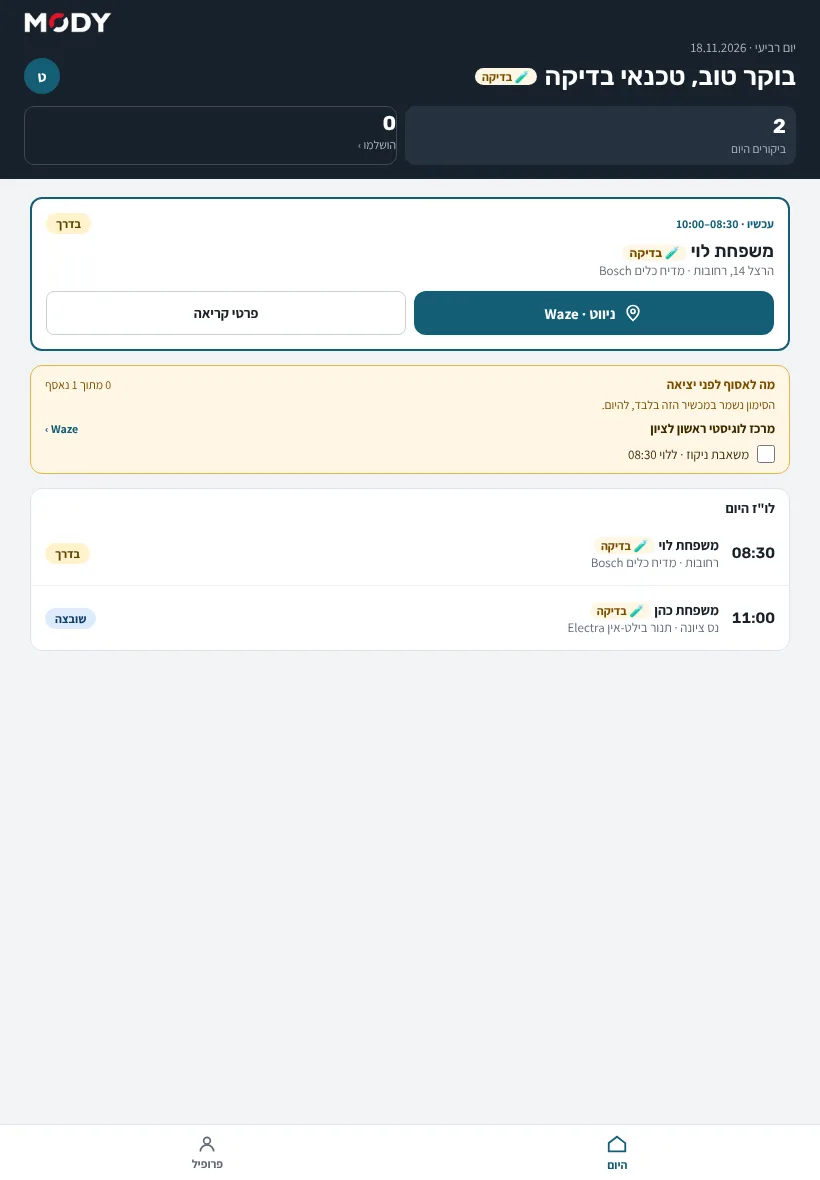 MODY
יום רביעי · 18.11.2026
בוקר טוב, טכנאי בדיקה 🧪 בדיקה
ט
2
ביקורים היום
0
הושלמו ›
עכשיו · 08:30–10:00
בדרך
משפחת לוי 🧪 בדיקה
הרצל 14, רחובות · מדיח כלים Bosch
ניווט · Waze
פרטי קריאה
מה לאסוף לפני יציאה
0 מתוך 1 נאסף
הסימון נשמר במכשיר הזה בלבד, להיום.
מרכז לוגיסטי ראשון לציון
Waze ›
משאבת ניקוז · ללוי 08:30
לו"ז היום
08:30
משפחת לוי 🧪 בדיקה
רחובות · מדיח כלים Bosch
בדרך
11:00
משפחת כהן 🧪 בדיקה
נס ציונה · תנור בילט-אין Electra
שובצה
היום
פרופיל